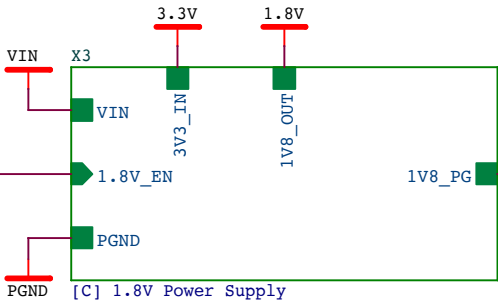 3.3V 1.8V
VIN X3
3V3_IN 1V8_OUT
VIN
1.8V_EN 1V8_PG
PGND
PGND [C] 1.8V Power Supply